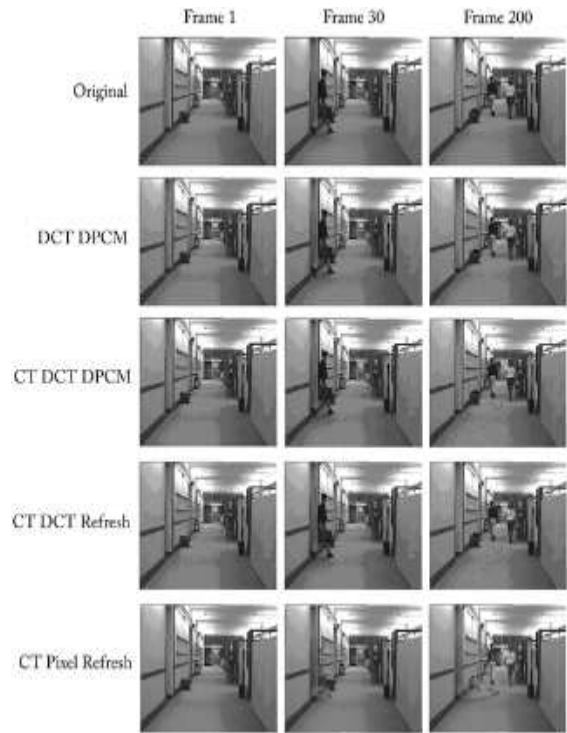 Frame 1 Frame 30 Frame 200
Original
DCT DPCM
CT DCT DPCM
CT DCT Refresh
CT Pixel Refresh